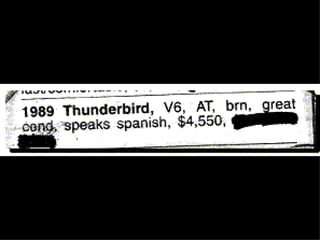 1989 Thunderbird, V6, AT, brn, great
cond, speaks spanish, $4,550,